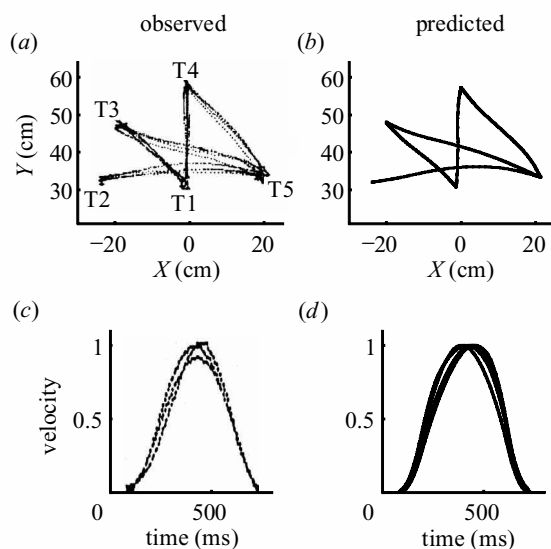 observed
predicted
(a)
(b)
60
50
40
30
Y (cm)
T4
T3
T2
T1
T5
−20
0
20
X (cm)
60
50
40
30
−20
0
20
X (cm)
(c)
(d)
1
0.5
velocity
0
500
time (ms)
1
0.5
0
500
time (ms)